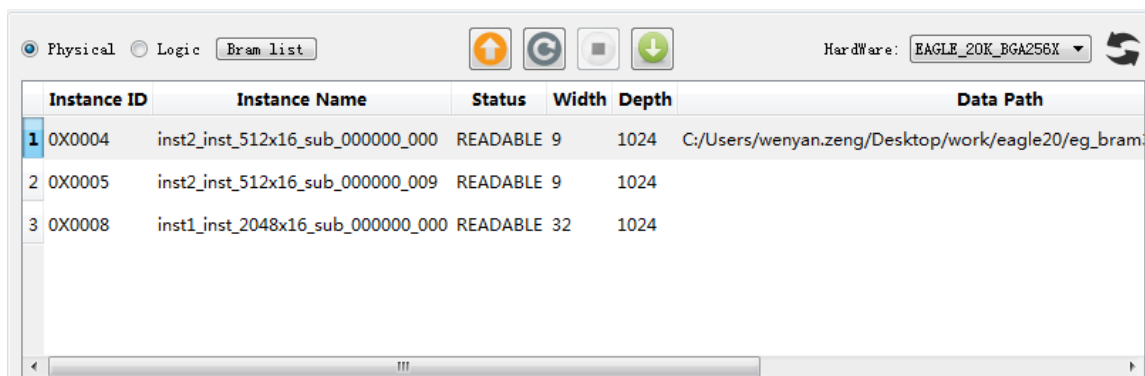 Physical Logic Bram list HardWare: EAGLE_20K_BGA256X
Instance ID Instance Name Status Width Depth Data Path
1 0X0004 inst2_inst_512x16_sub_000000_000 READABLE 9 1024 C:/Users/wenyan.zeng/Desktop/work/eagle20/eg_bram
2 0X0005 inst2_inst_512x16_sub_000000_009 READABLE 9 1024
3 0X0008 inst1_inst_2048x16_sub_000000_000 READABLE 32 1024